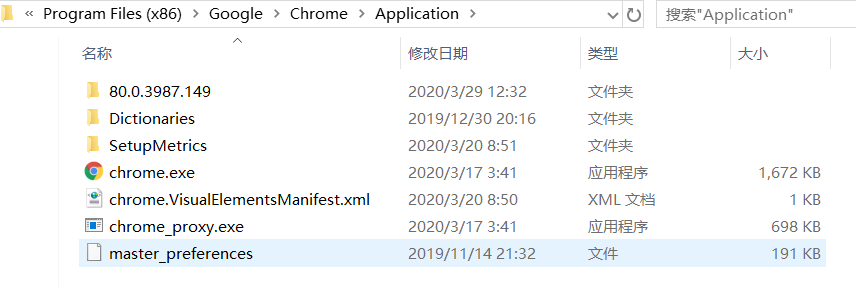 « Program Files (x86) > Google > Chrome > Application > 搜索"Application"
名称 修改日期 类型 大小
80.0.3987.149 2020/3/29 12:32 文件夹
Dictionaries 2019/12/30 20:16 文件夹
SetupMetrics 2020/3/20 8:51 文件夹
chrome.exe 2020/3/17 3:41 应用程序 1,672 KB
chrome.VisualElementsManifest.xml 2020/3/20 8:50 XML 文档 1 KB
chrome_proxy.exe 2020/3/17 3:41 应用程序 698 KB
master_preferences 2019/11/14 21:32 文件 191 KB